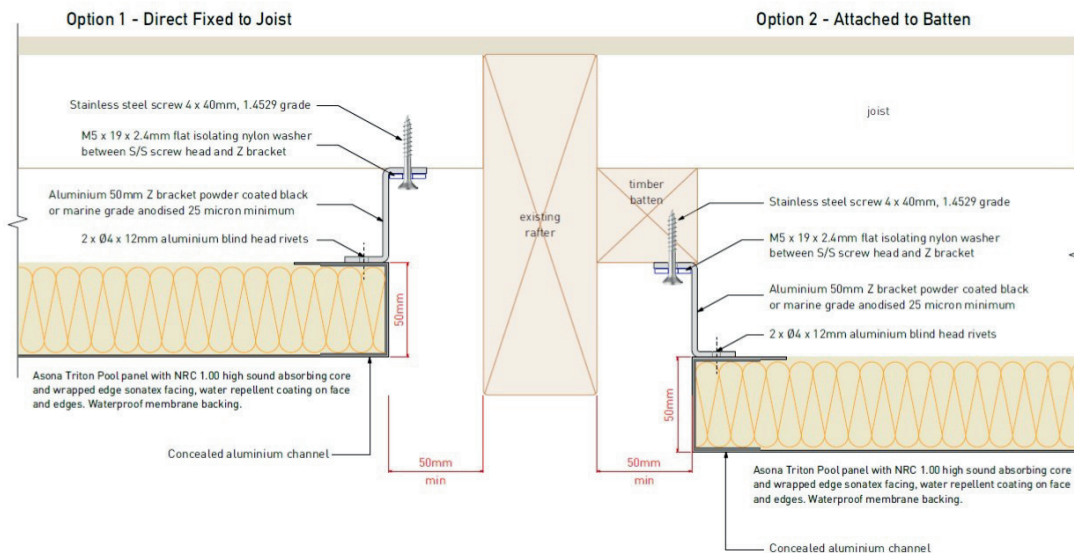 Option 1 - Direct Fixed to Joist
Option 2 - Attached to Batten
Stainless steel screw 4 x 40mm, 1.4529 grade
M5 x 19 x 2.4mm flat isolating nylon washer
between S/S screw head and Z bracket
Aluminium 50mm Z bracket powder coated black
or marine grade anodised 25 micron minimum
2 x Ø4 x 12mm aluminium blind head rivets
50mm
Asona Triton Pool panel with NRC 1.00 high sound absorbing core
and wrapped edge sonatex facing, water repellent coating on face
and edges. Waterproof membrane backing.
Concealed aluminium channel
50mm
min
existing
rafter
joist
timber
batten
Stainless steel screw 4 x 40mm, 1.4529 grade
M5 x 19 x 2.4mm flat isolating nylon washer
between S/S screw head and Z bracket
Aluminium 50mm Z bracket powder coated black
or marine grade anodised 25 micron minimum
2 x Ø4 x 12mm aluminium blind head rivets
50mm
50mm
min
Asona Triton Pool panel with NRC 1.00 high sound absorbing core
and wrapped edge sonatex facing, water repellent coating on face
and edges. Waterproof membrane backing.
Concealed aluminium channel